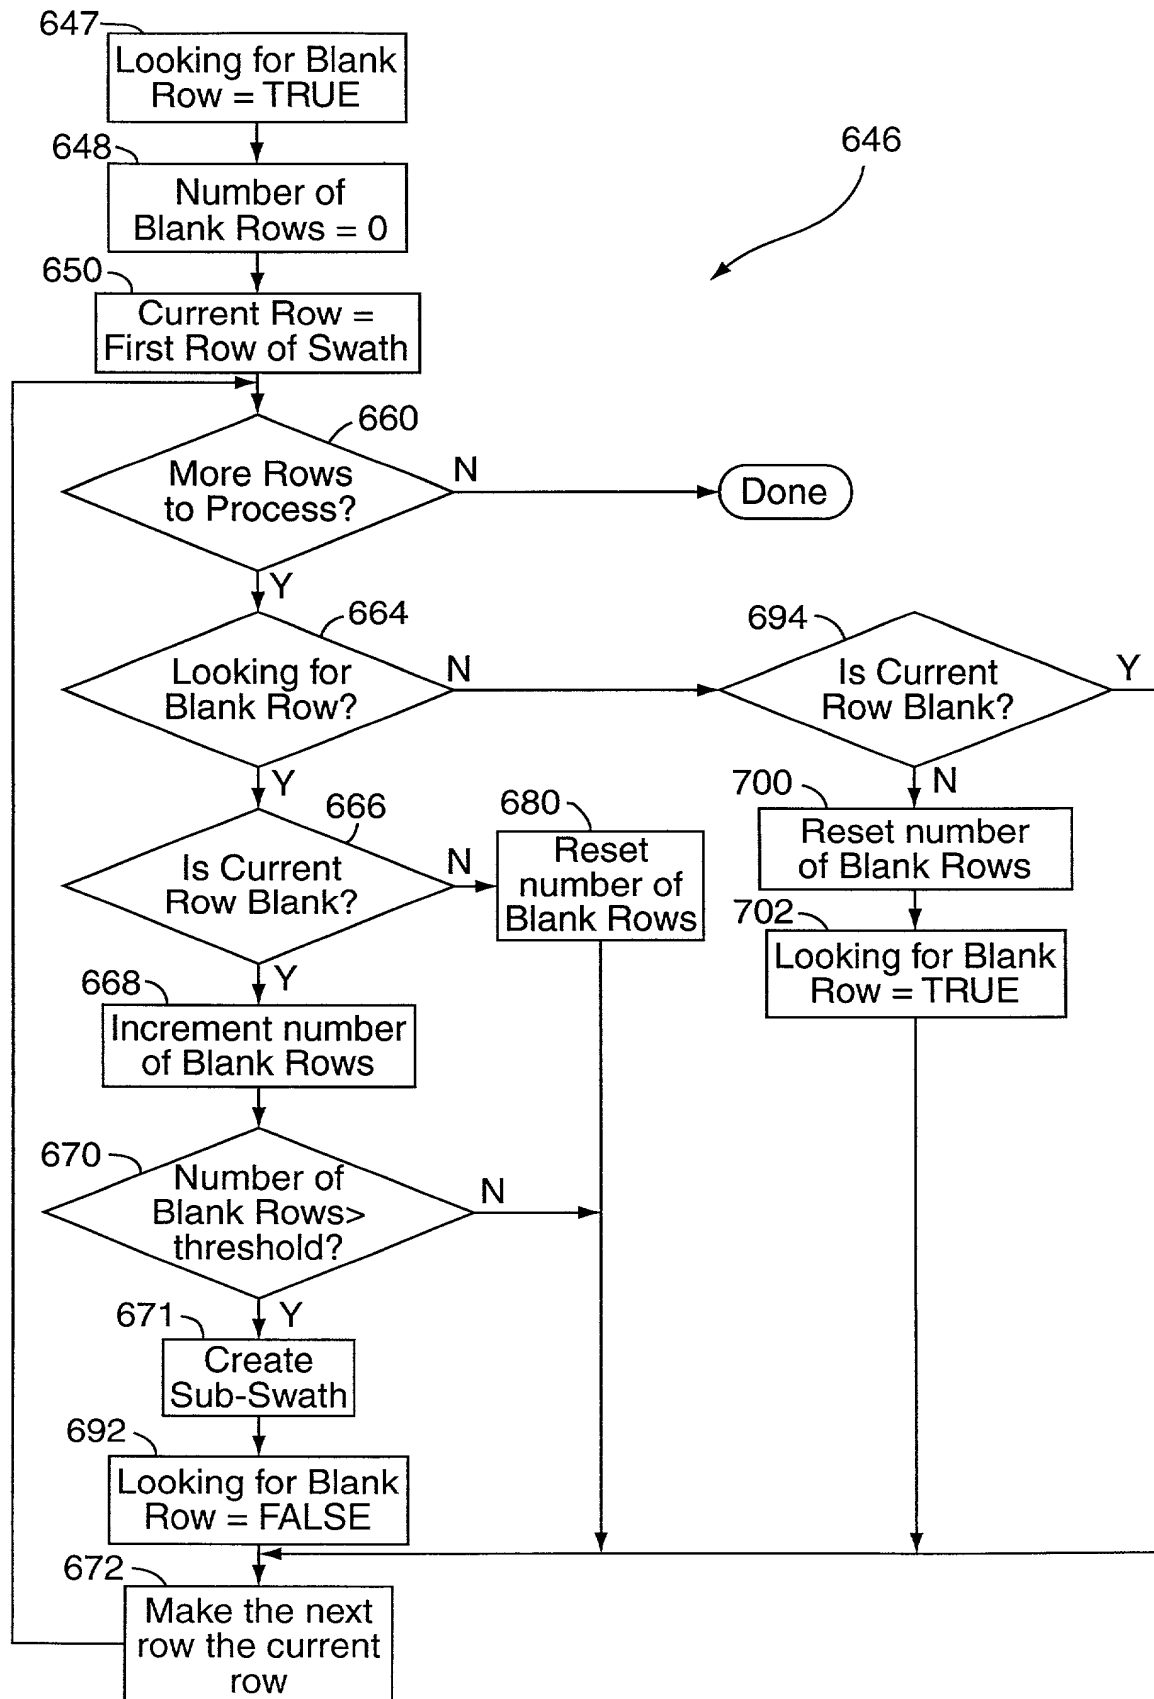 647
Looking for Blank
Row = TRUE
648
Number of
Blank Rows = 0
646
650
Current Row =
First Row of Swath
660
More Rows
to Process?
N
Done
Y
664
Looking for
Blank Row?
N
694
Is Current
Row Blank?
Y
Y
666
Is Current
Row Blank?
N
680
Reset
number of
Blank Rows
N
700
Reset number
of Blank Rows
702
Looking for Blank
Row = TRUE
Y
668
Increment number
of Blank Rows
670
Number of
Blank Rows>
threshold?
N
Y
671
Create
Sub-Swath
692
Looking for Blank
Row = FALSE
672
Make the next
row the current
row